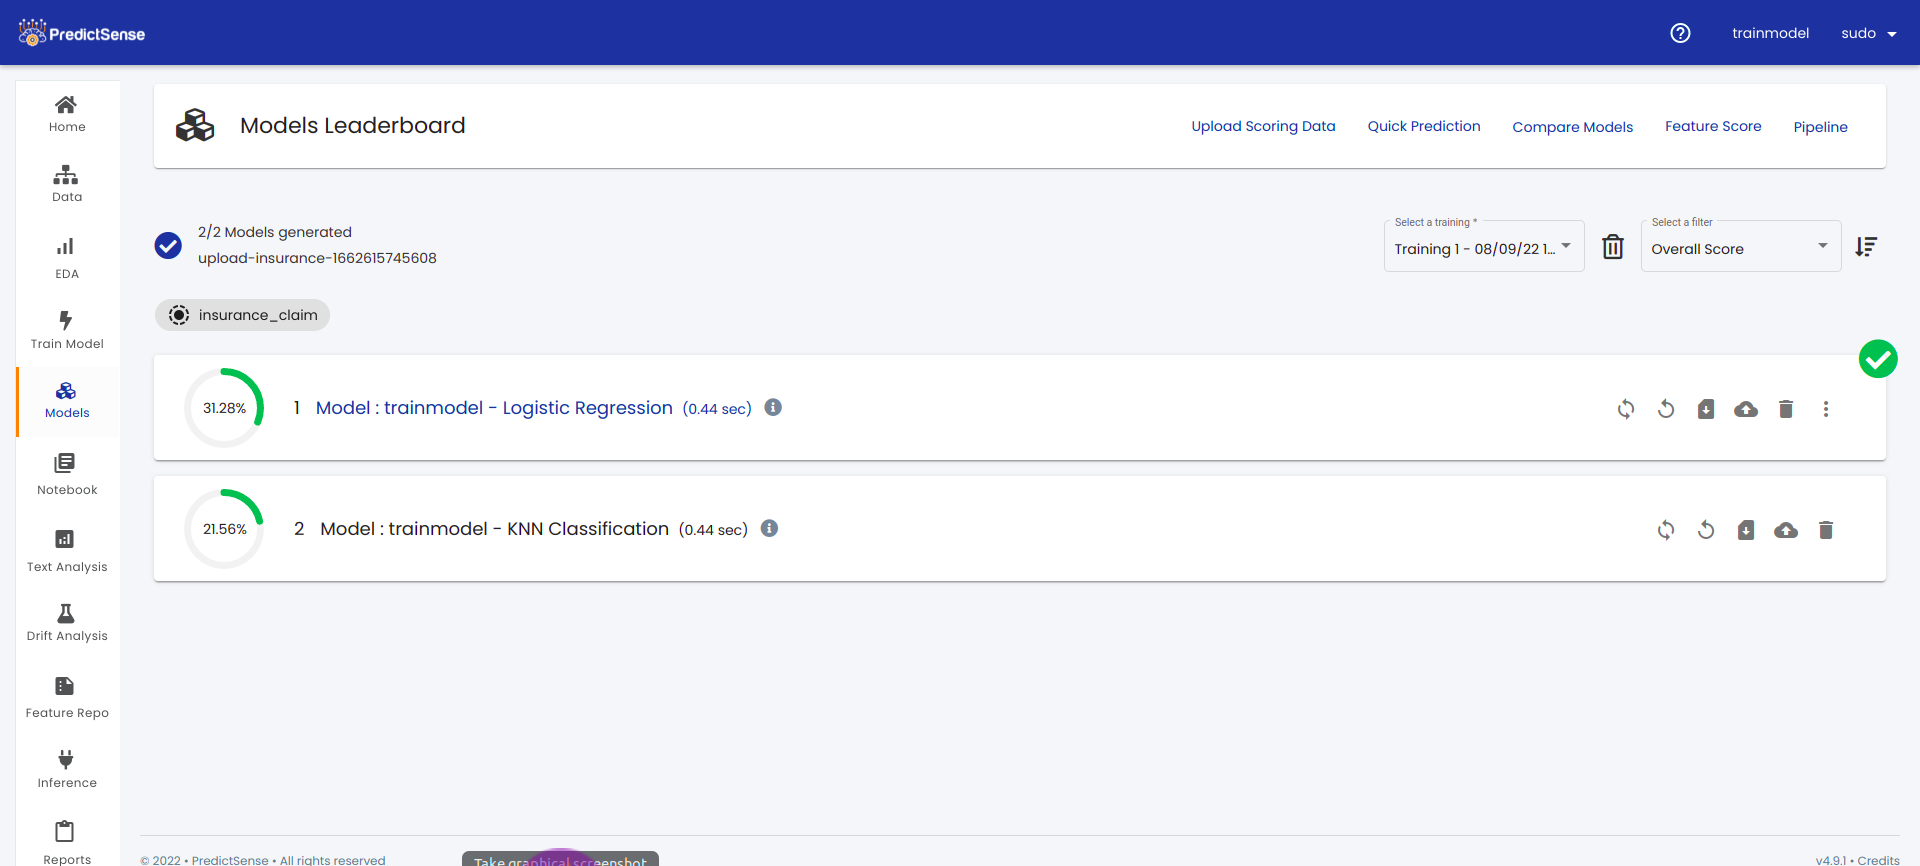 PredictSense
trainmodel
sudo
Home
Data
EDA
Train Model
Models
Notebook
Text Analysis
Drift Analysis
Feature Repo
Inference
Reports
Models Leaderboard
Upload Scoring Data
Quick Prediction
Compare Models
Feature Score
Pipeline
2/2 Models generated
upload-insurance-1662615745608
Select a training *
Training 1 - 08/09/22 1...
Select a filter
Overall Score
insurance_claim
31.28%
1 Model : trainmodel - Logistic Regression (0.44 sec)
21.56%
2 Model : trainmodel - KNN Classification (0.44 sec)
© 2022 • PredictSense • All rights reserved
Take graphical screenshot
v4.9.1 • Credits